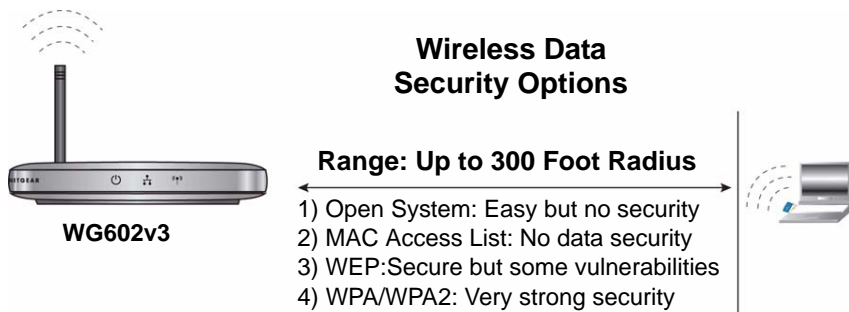 Wireless Data
Security Options
Range: Up to 300 Foot Radius
NETGEAR
WG602v3
1) Open System: Easy but no security
2) MAC Access List: No data security
3) WEP:Secure but some vulnerabilities
4) WPA/WPA2: Very strong security